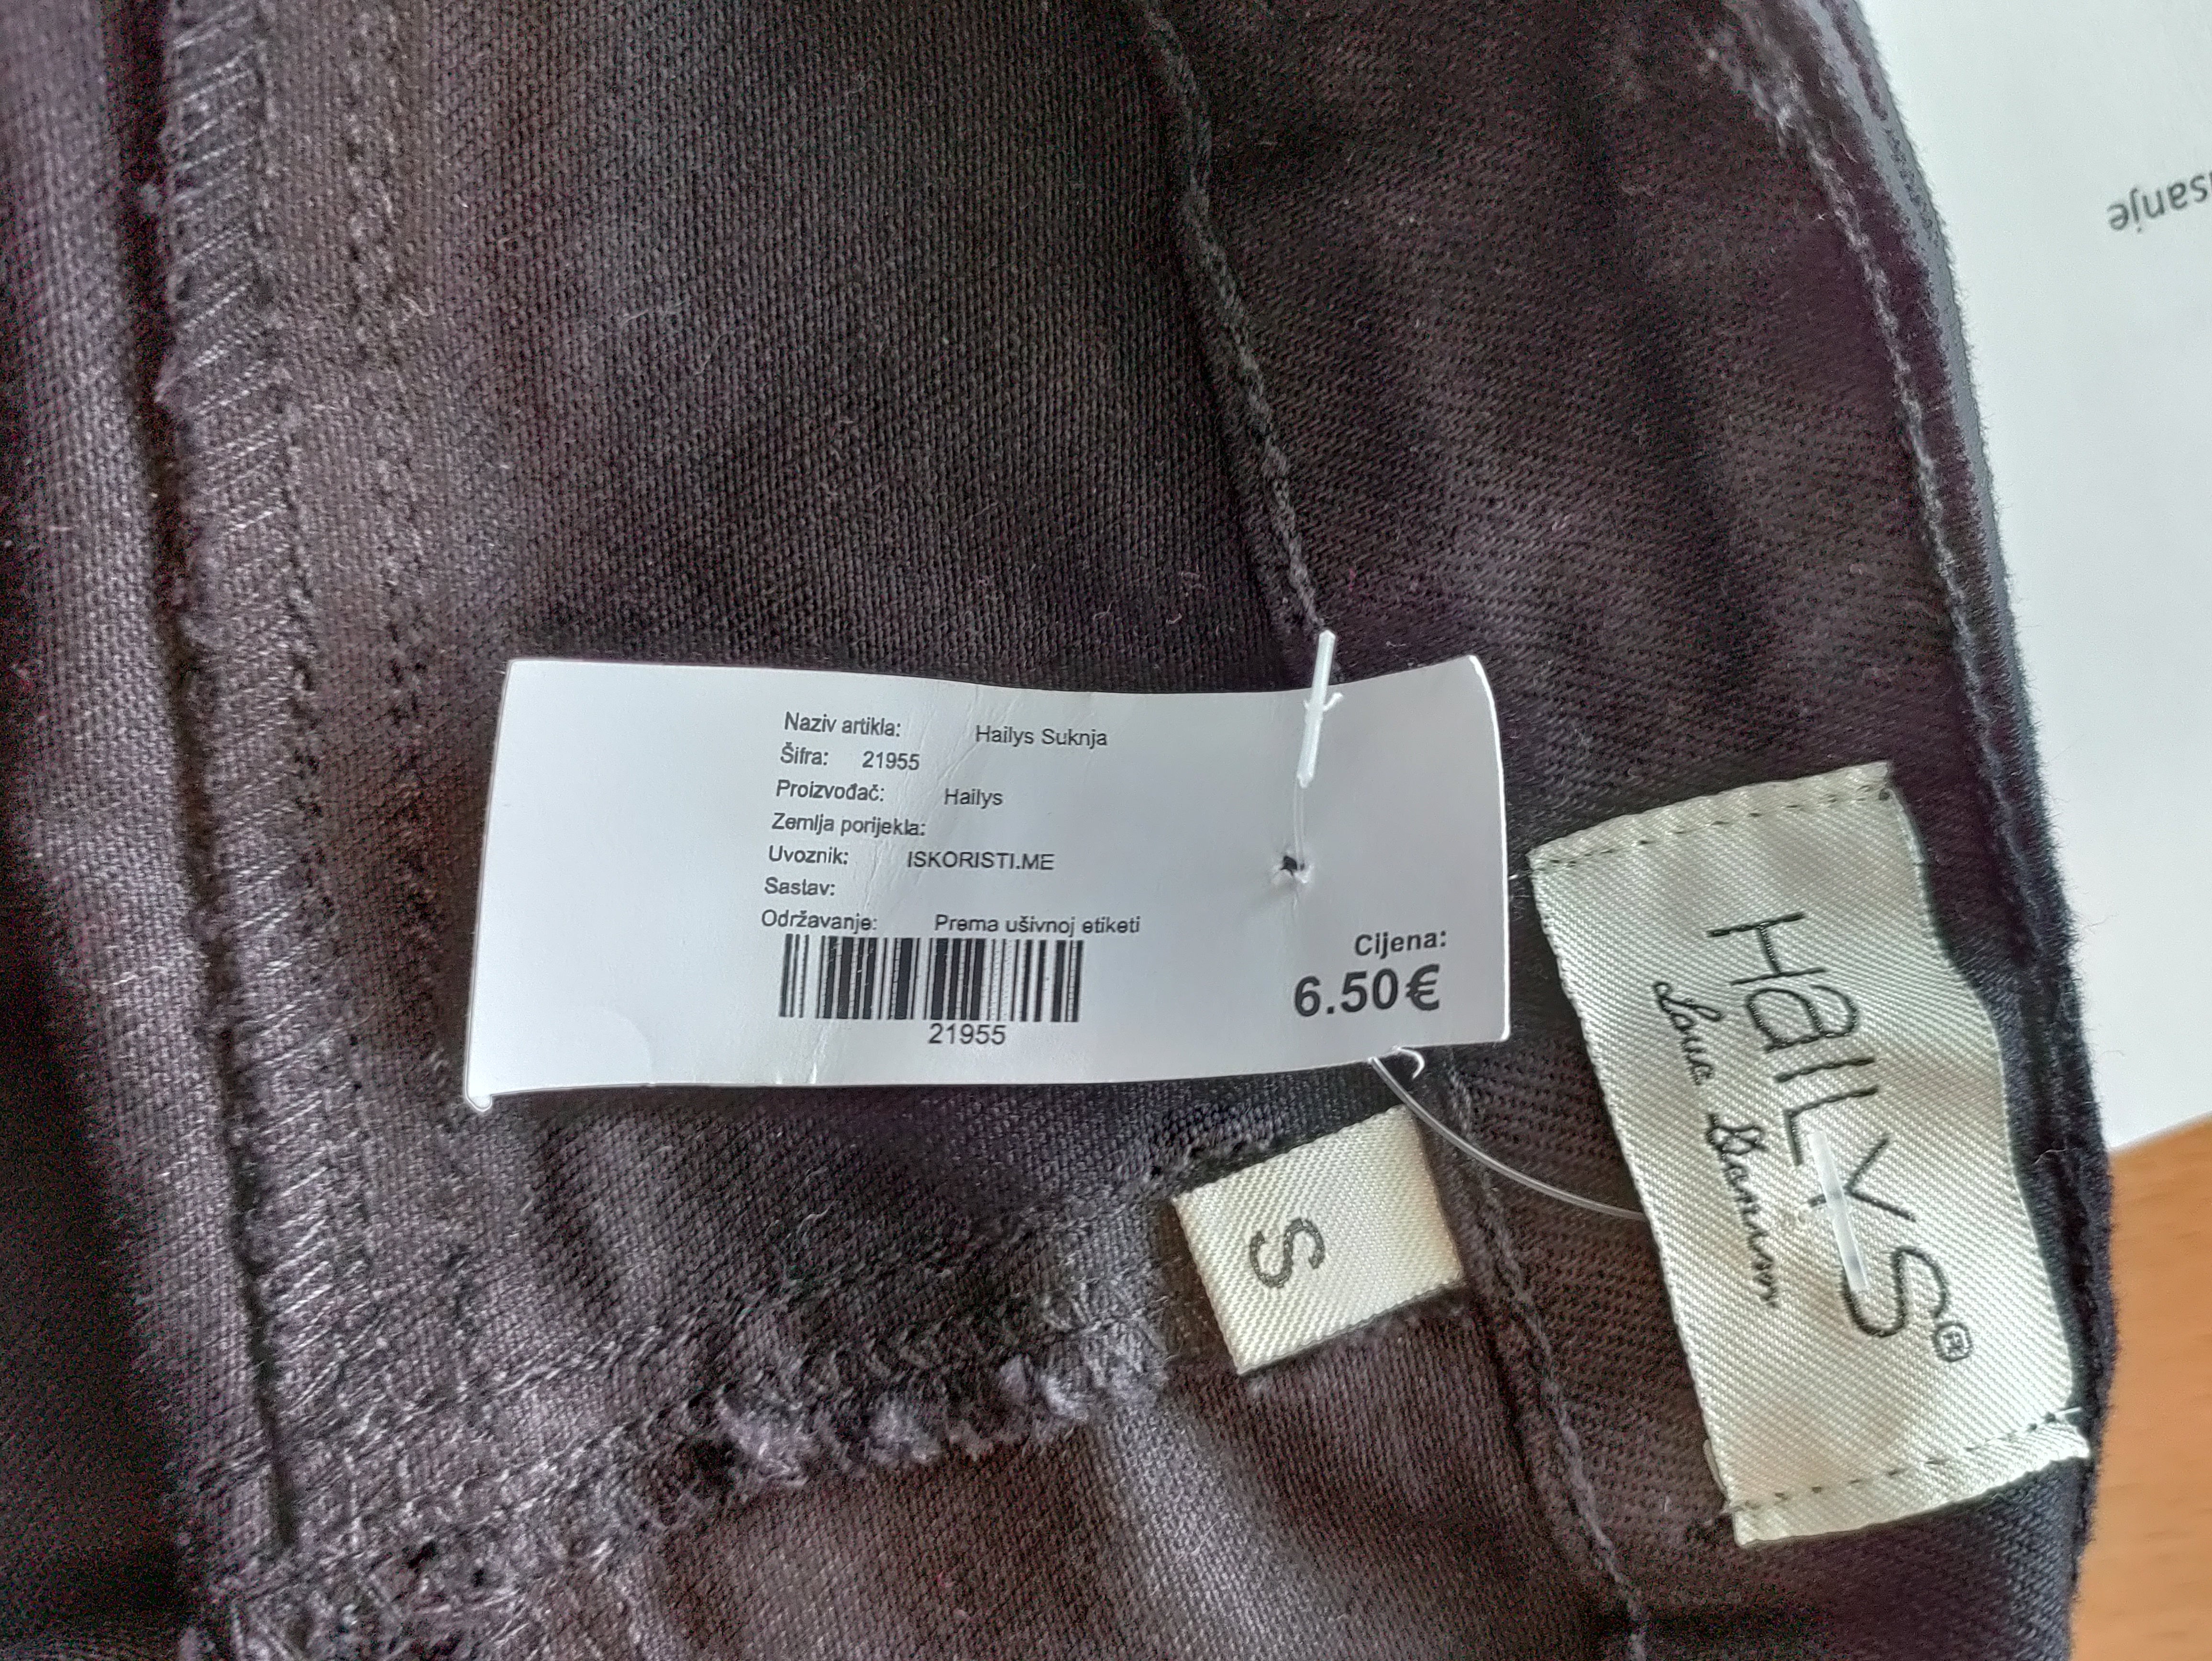 Naziv artikla: Hailys Suknja
Šifra: 21955
Proizvođač: Hailys
Zemlja porijekla:
Uvoznik: ISKORISTI.ME
Sastav:
Održavanje: Prema ušivnoj etiketi
21955
Cijena:
6.50€
S
HaILYS®